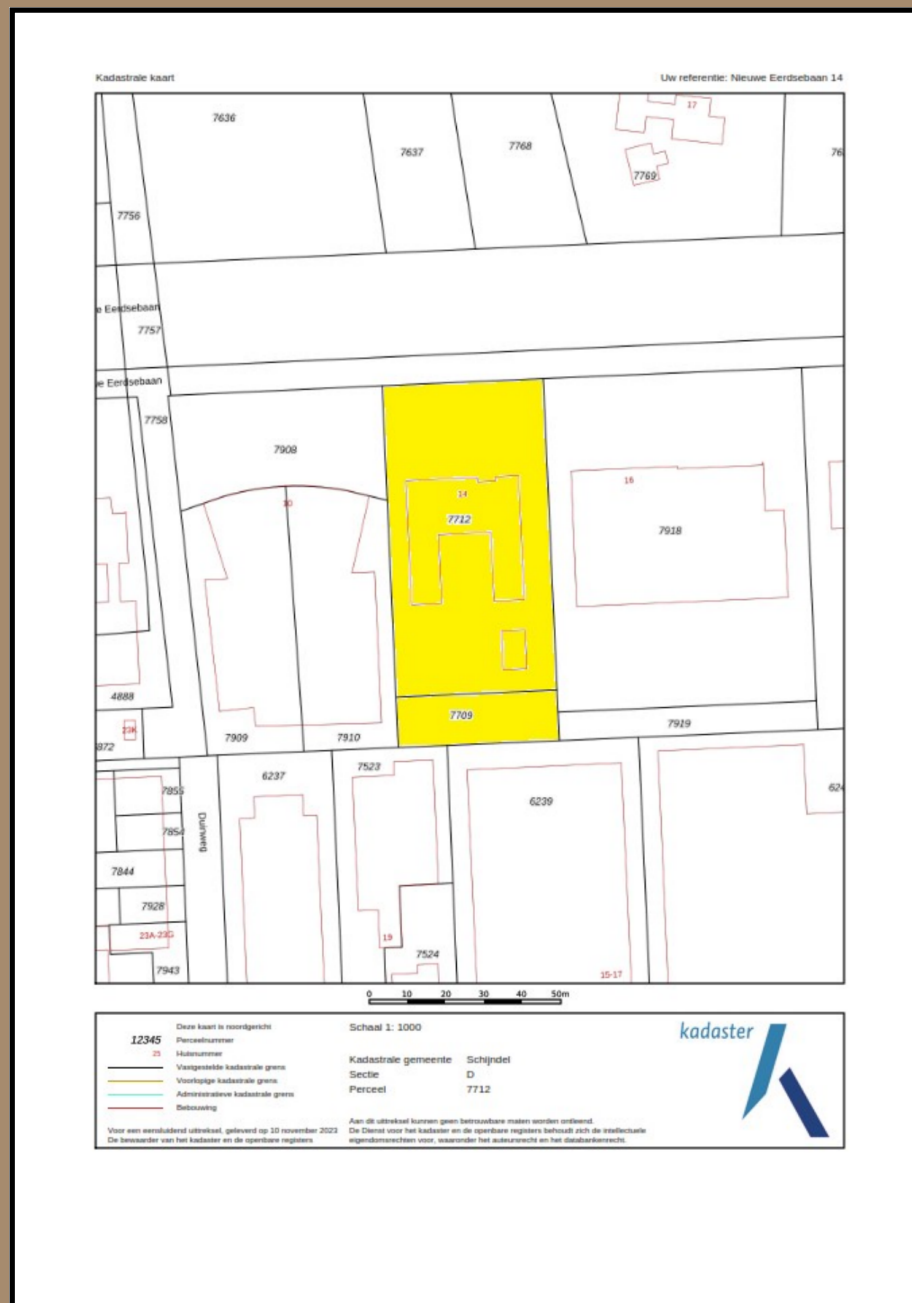 Kadastrale kaart
Uw referentie: Nieuwe Eerdsebaan 14
7636
7637
7768
17
7769
76
7756
e Eerdsebaan
7757
we Eerdsebaan
7758
7908
10
14
7712
16
7918
4888
7709
7919
23K
872
7909
7910
6237
7523
6239
624
7855
7854
Duinweg
7844
7928
23A-23G
19
7524
7943
15-17
0 10 20 30 40 50m
Deze kaart is noordgericht
12345 Perceelnummer
25 Huisnummer
Vastgestelde kadastrale grens
Voorlopige kadastrale grens
Administratieve kadastrale grens
Bebouwing
Voor een eensluidend uittreksel, geleverd op 10 november 2023
De bewaarder van het kadaster en de openbare registers
Schaal 1: 1000
Kadastrale gemeente Schijndel
Sectie D
Perceel 7712
Aan dit uittreksel kunnen geen betrouwbare maten worden ontleend.
De Dienst voor het kadaster en de openbare registers behoudt zich de intellectuele
eigendomsrechten voor, waaronder het auteursrecht en het databankenrecht.
kadaster